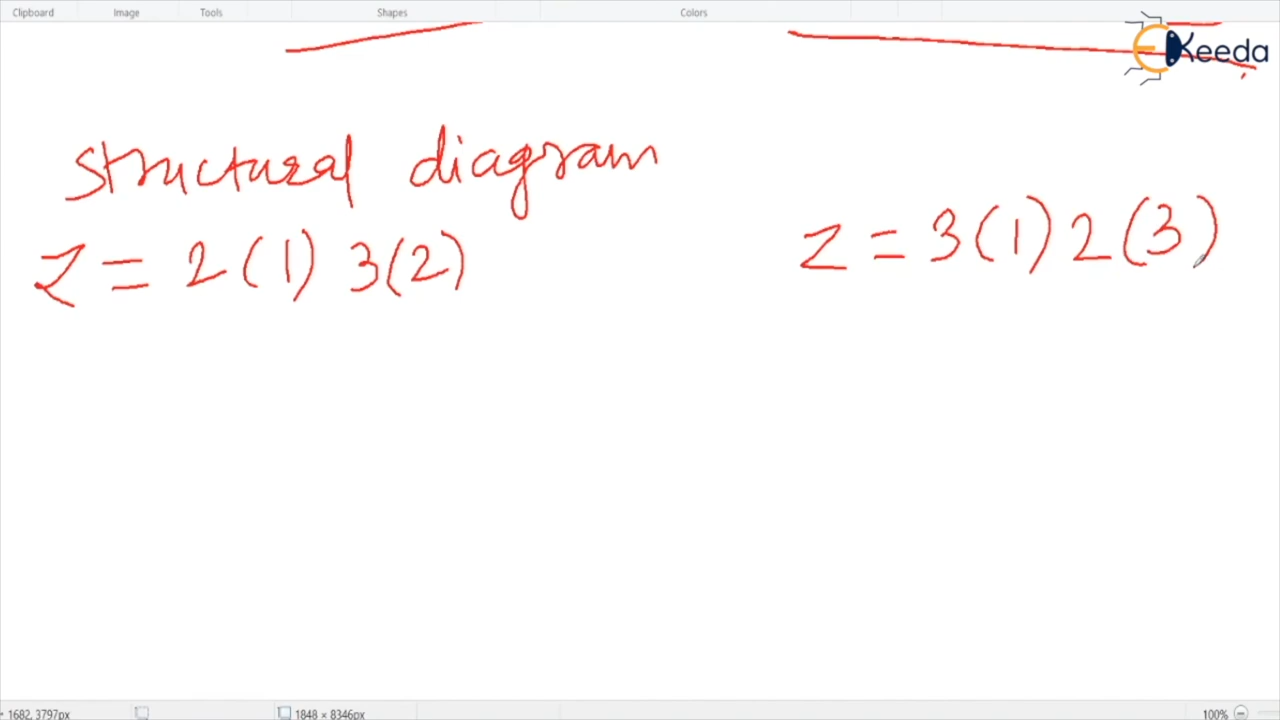 Clipboard Image Tools Shapes Colors
EKeeda
Structural diagram
Z = 2(1) 3(2)
Z = 3(1) 2(3)
1682, 3797px 1848 × 8346px 100%